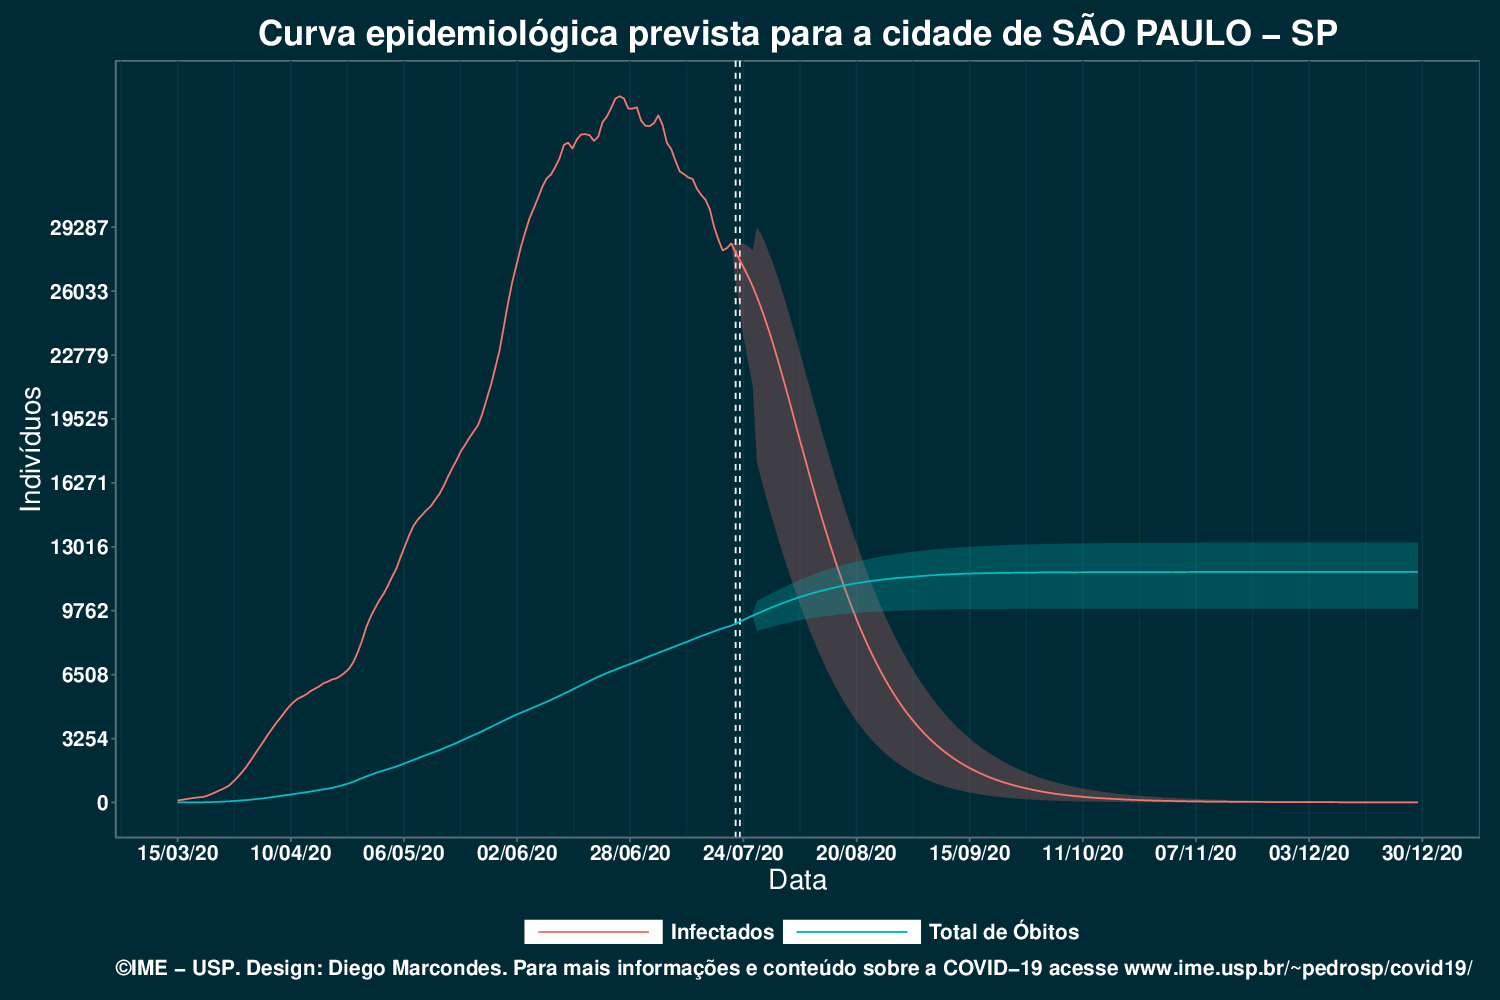 Curva epidemiológica prevista para a cidade de SÃO PAULO – SP
Indivíduos
29287
26033
22779
19525
16271
13016
9762
6508
3254
0
15/03/20 10/04/20 06/05/20 02/06/20 28/06/20 24/07/20 20/08/20 15/09/20 11/10/20 07/11/20 03/12/20 30/12/20
Data
Infectados Total de Óbitos
©IME – USP. Design: Diego Marcondes. Para mais informações e conteúdo sobre a COVID–19 acesse www.ime.usp.br/~pedrosp/covid19/